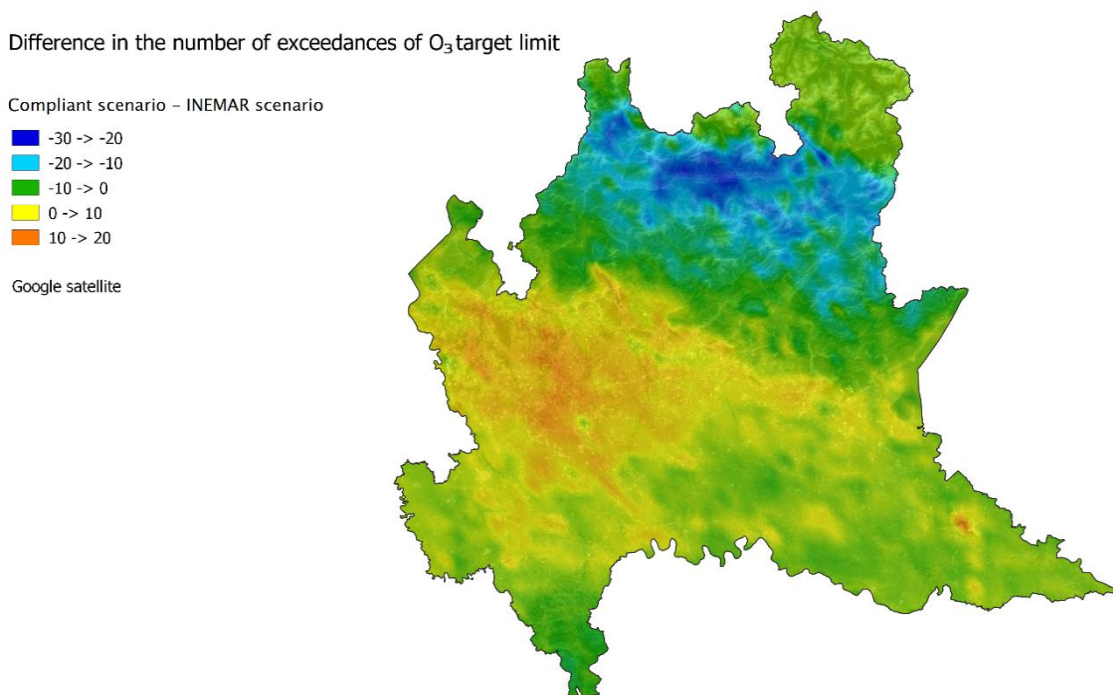 Difference in the number of exceedances of O₃ target limit
Compliant scenario – INEMAR scenario
-30 -> -20
-20 -> -10
-10 -> 0
0 -> 10
10 -> 20
Google satellite